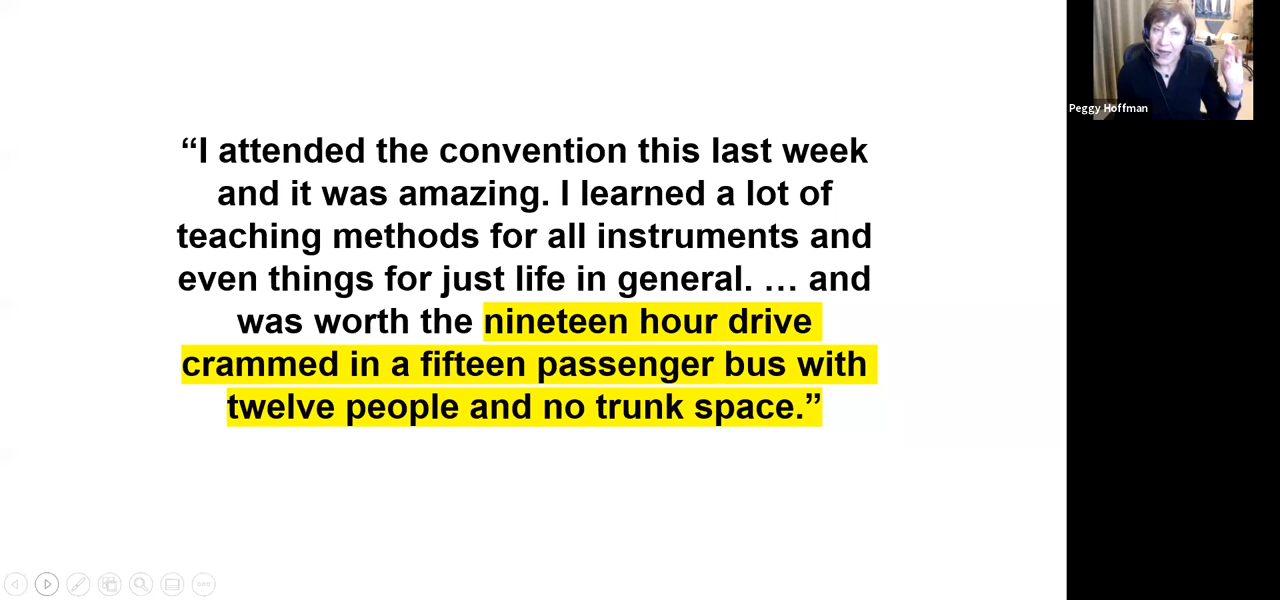 “I attended the convention this last week
and it was amazing. I learned a lot of
teaching methods for all instruments and
even things for just life in general. … and
was worth the nineteen hour drive
crammed in a fifteen passenger bus with
twelve people and no trunk space.”
Peggy Hoffman